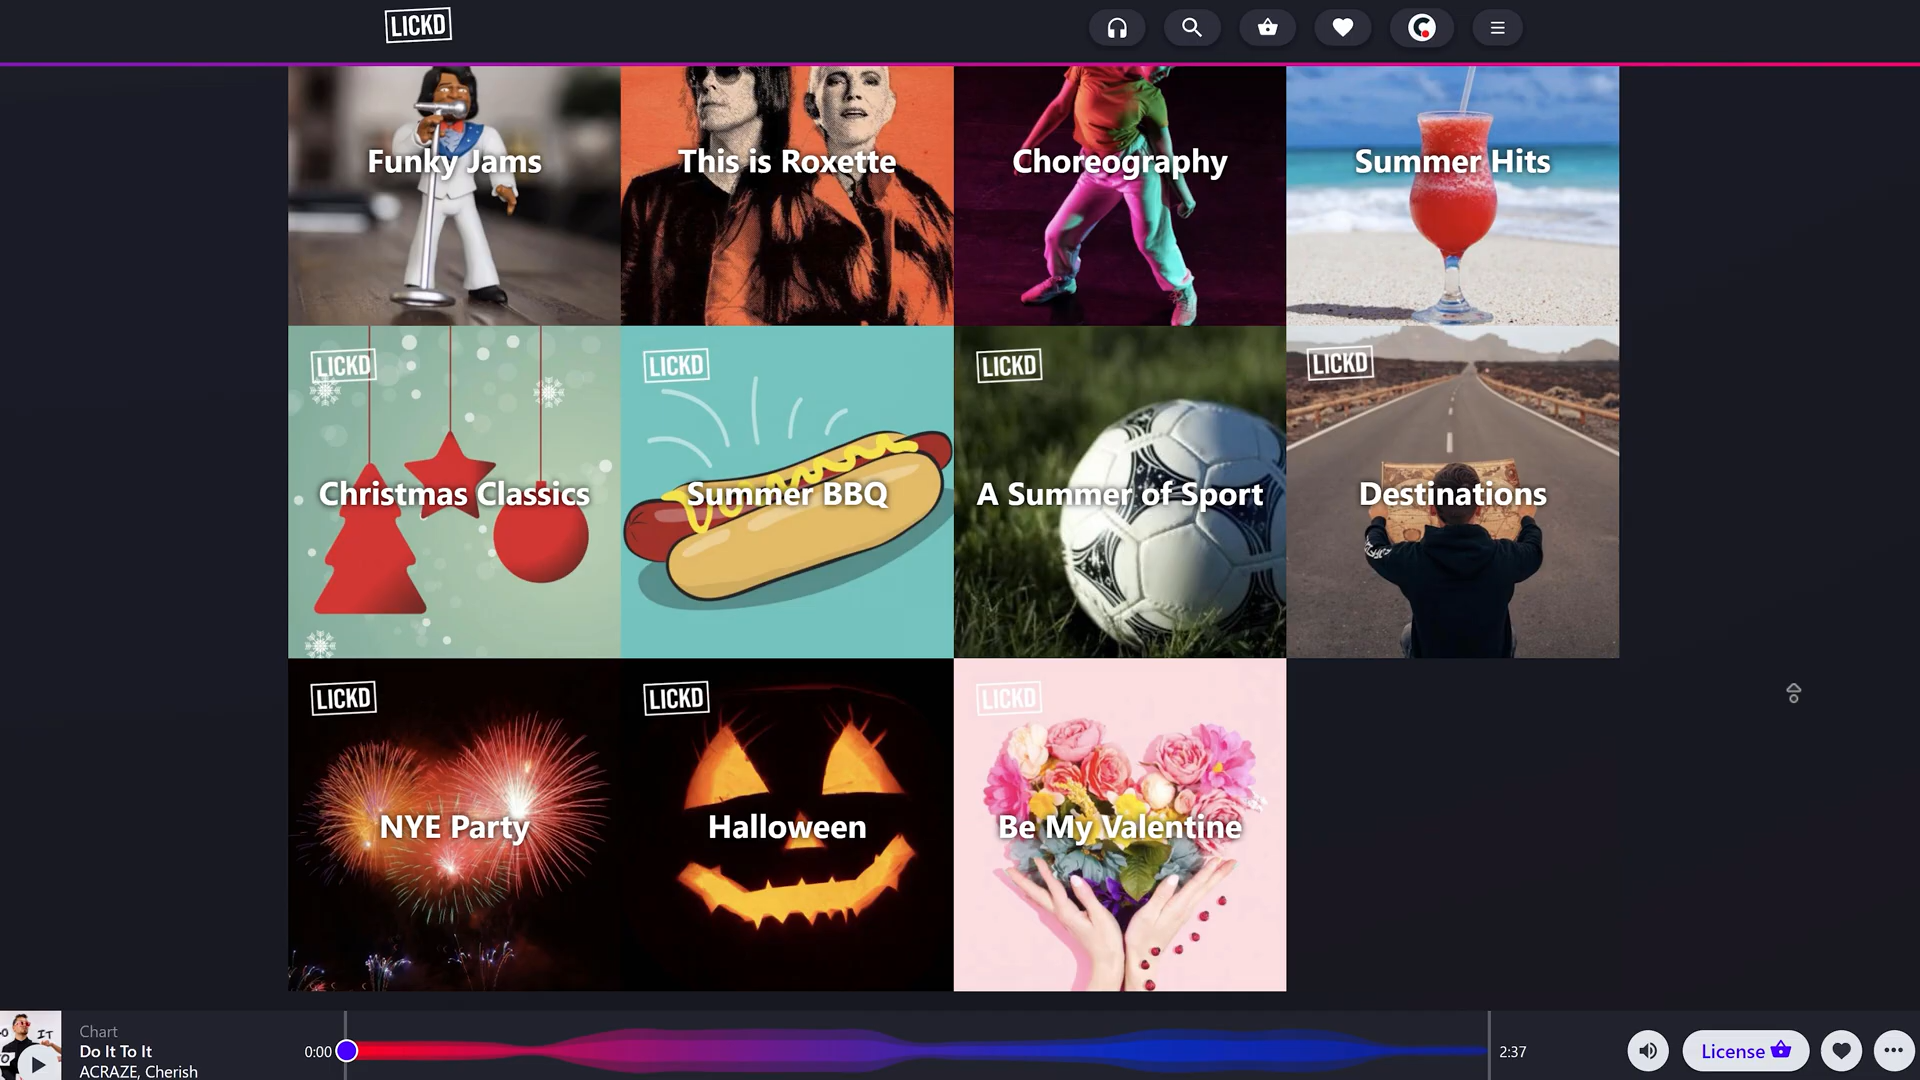 LICKD
Funky Jams
This is Roxette
Choreography
Summer Hits
LICKD
LICKD
LICKD
LICKD
Christmas Classics
Summer BBQ
A Summer of Sport
Destinations
LICKD
LICKD
LICKD
NYE Party
Halloween
Be My Valentine
IT
Chart
Do It To It
ACRAZE, Cherish
0:00
2:37
License